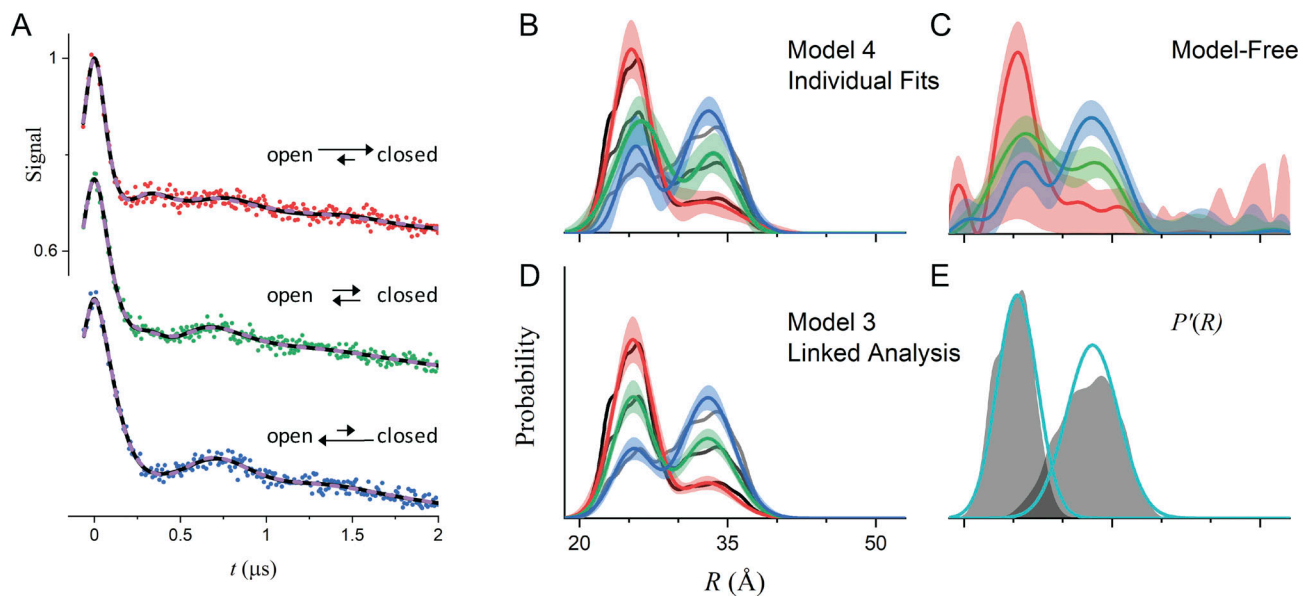 A
Signal
1
0.6
open closed
open closed
open closed
0 0.5 1 1.5 2
t (μs)
B
Model 4
Individual Fits
C
Model-Free
D
Model 3
Linked Analysis
Probability
20 35 50
R (Å)
E
P'(R)